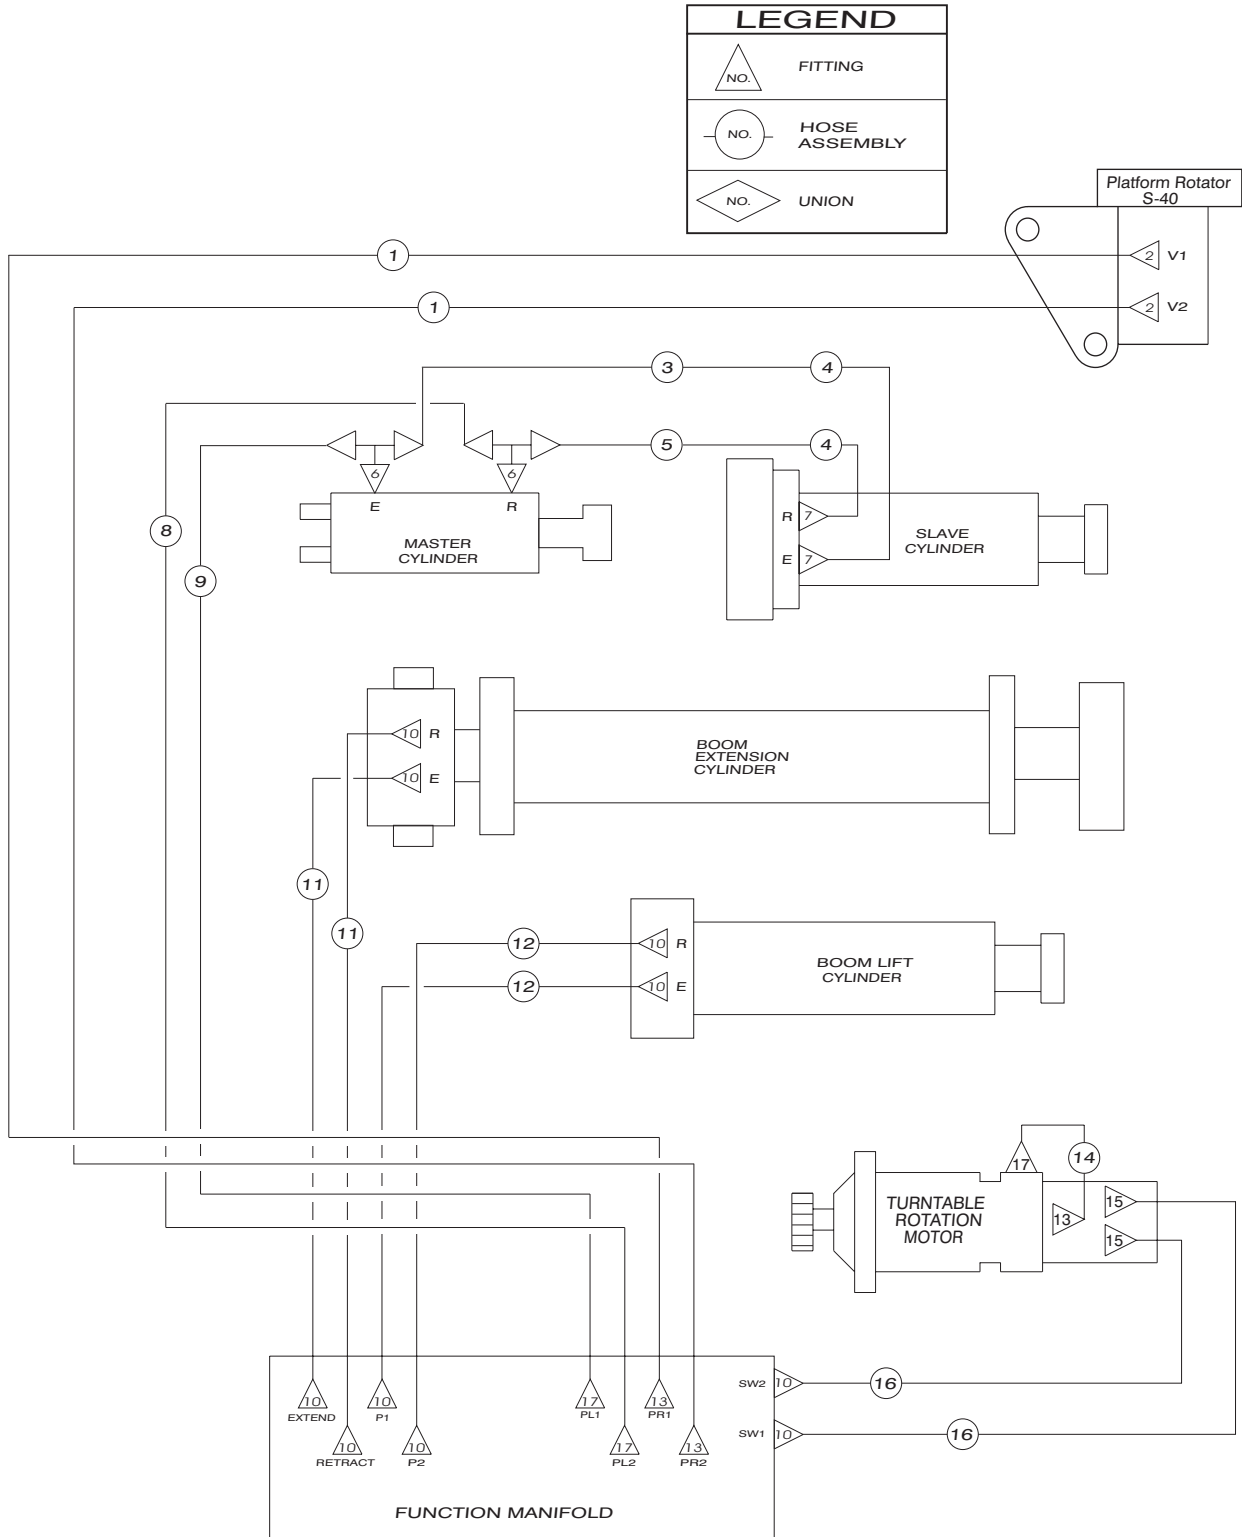 LEGEND
NO.
FITTING
NO.
HOSE
ASSEMBLY
NO.
UNION
Platform Rotator
S-40
1
2
V1
1
2
V2
3
4
5
4
6
6
E
R
MASTER
CYLINDER
R
7
E
7
SLAVE
CYLINDER
8
9
10
R
10
E
BOOM
EXTENSION
CYLINDER
11
11
12
10
R
12
10
E
BOOM LIFT
CYLINDER
17
14
TURNTABLE
ROTATION
MOTOR
13
15
15
10
EXTEND
10
P1
17
PL1
13
PR1
SW2
10
16
10
RETRACT
10
P2
17
PL2
13
PR2
SW1
10
16
FUNCTION MANIFOLD